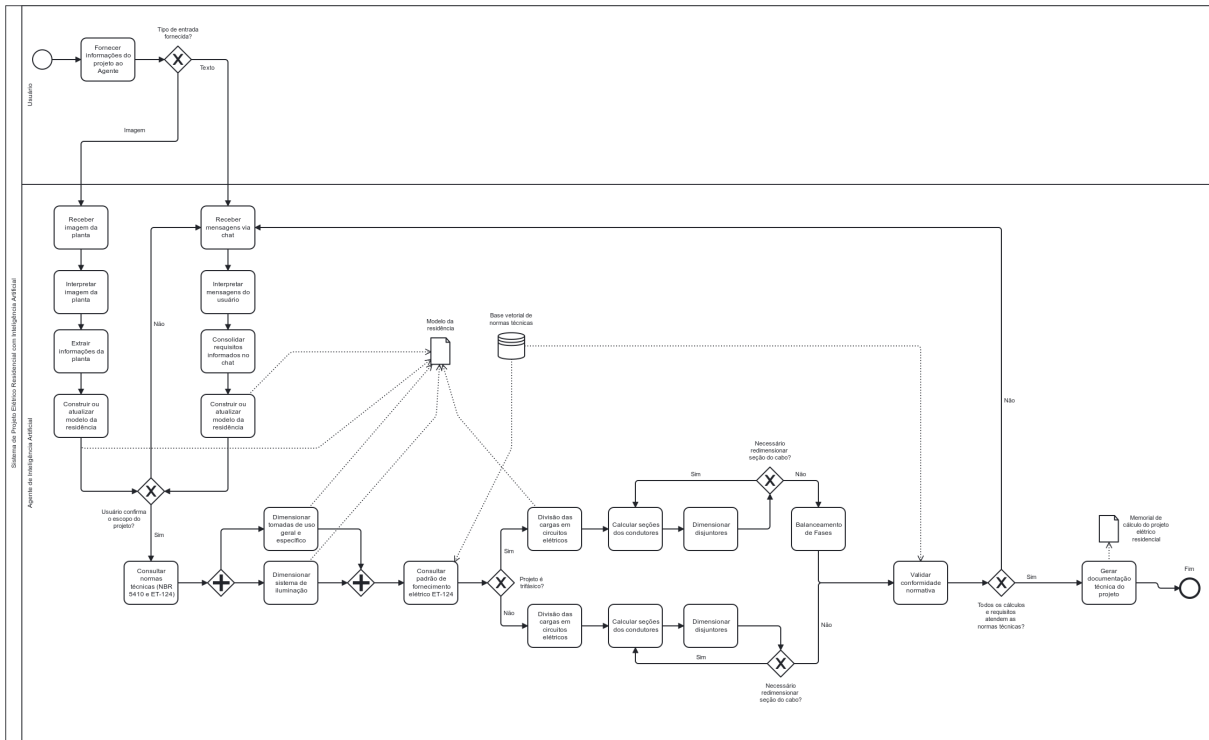 Sistema de Projeto Elétrico Residencial com Inteligência Artificial
Usuário
Fornecer
informações do
projeto ao
Agente
Tipo de entrada
fornecida?
Texto
Imagem
Agente de Inteligência Artificial
Receber
imagem da
planta
Interpretar
imagem da
planta
Extrair
informações da
planta
Construir ou
atualizar
modelo da
residência
Receber
mensagens via
chat
Interpretar
mensagens do
usuário
Consolidar
requisitos
informados no
chat
Construir ou
atualizar
modelo da
residência
Não
Usuário confirma
o escopo do
projeto?
Sim
Modelo da
residência
Base vetorial de
normas técnicas
Consultar
normas
técnicas (NBR
5410 e ET-124)
Dimensionar
tomadas de uso
geral e
específico
Dimensionar
sistema de
iluminação
Consultar
padrão de
fornecimento
elétrico ET-124
Projeto é
trifásico?
Sim
Não
Divisão das
cargas em
circuitos
elétricos
Calcular seções
dos condutores
Dimensionar
disjuntores
Sim
Necessário
redimensionar
seção do cabo?
Não
Balanceamento
de Fases
Divisão das
cargas em
circuitos
elétricos
Calcular seções
dos condutores
Dimensionar
disjuntores
Sim
Necessário
redimensionar
seção do cabo?
Não
Validar
conformidade
normativa
Não
Todos os cálculos
e requisitos
atendem as
normas técnicas?
Sim
Memorial de
cálculo do projeto
elétrico
residencial
Gerar
documentação
técnica do
projeto
Fim